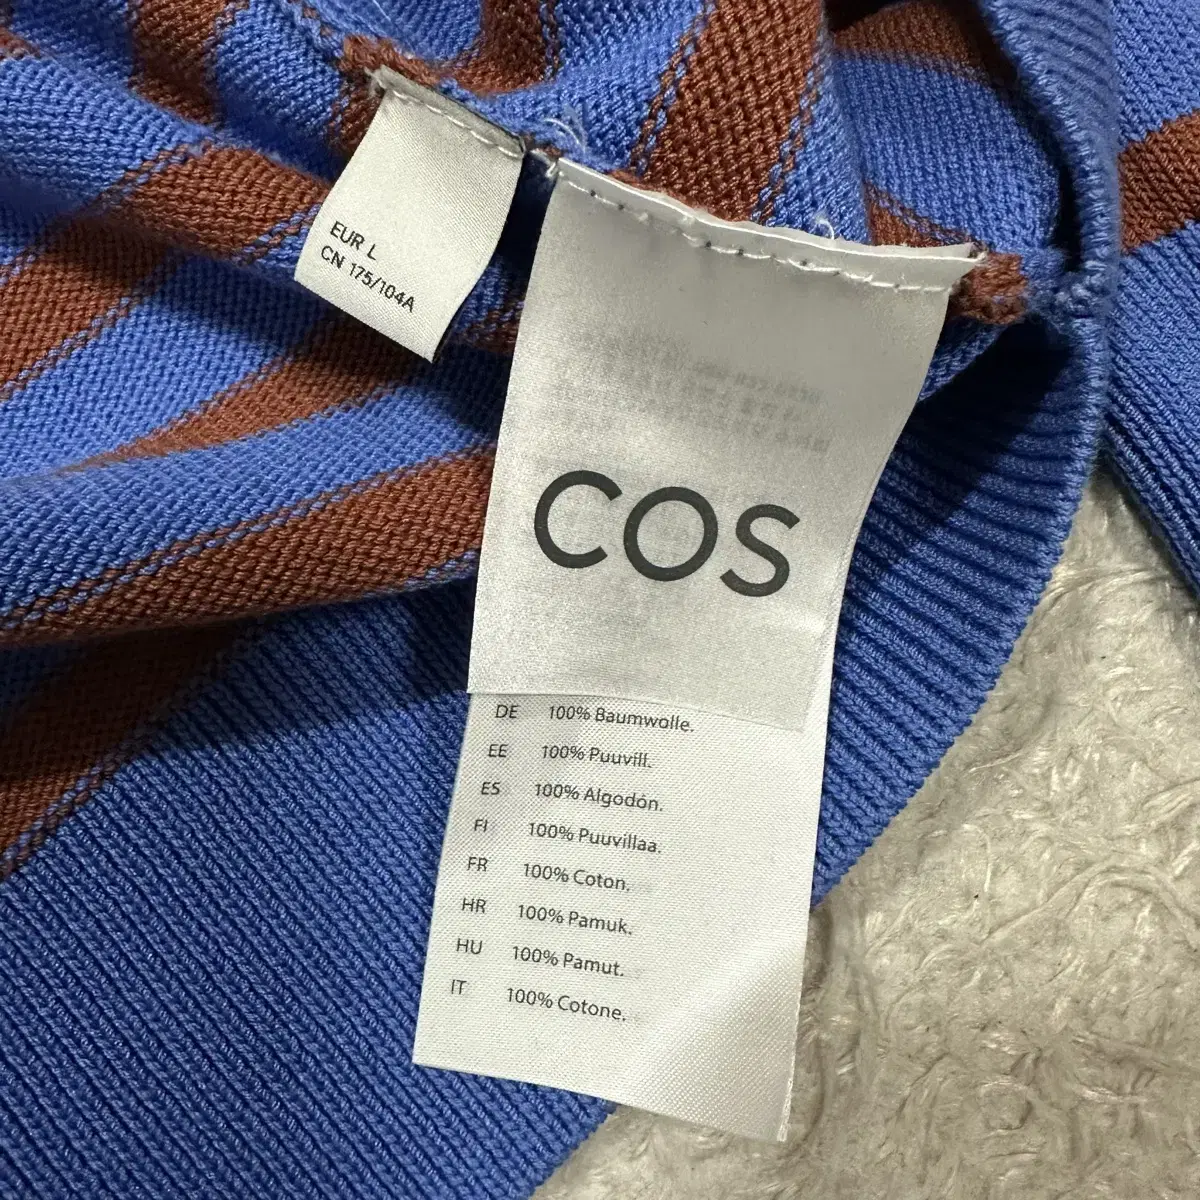 EUR L
CN 175/104A
COS
DE 100% Baumwolle.
EE 100% Puuvill.
ES 100% Algodón.
FI 100% Puuvillaa.
FR 100% Coton.
HR 100% Pamuk.
HU 100% Pamut.
IT 100% Cotone.